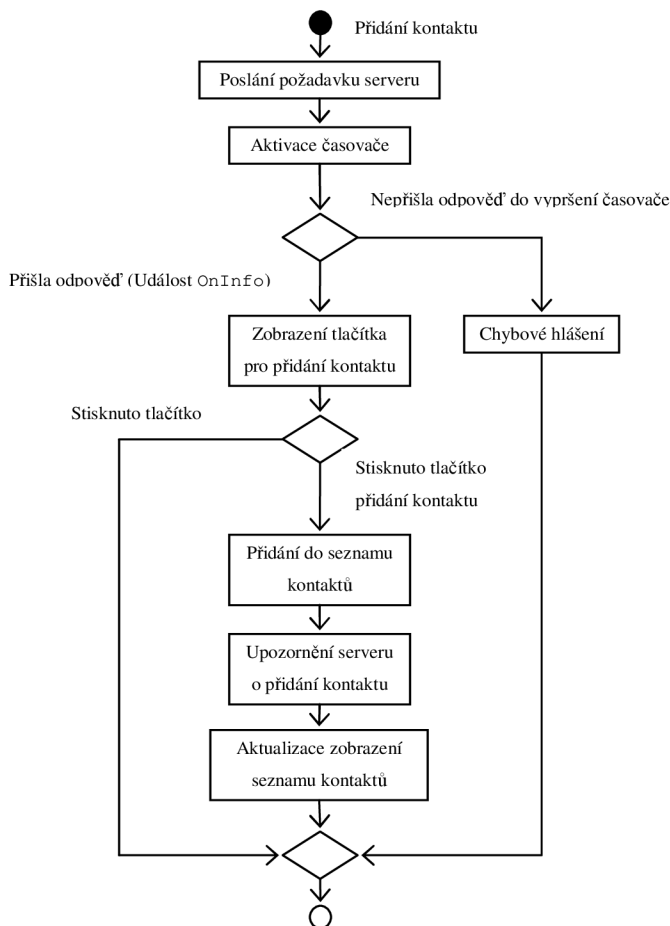 Přidání kontaktu
Poslání požadavku serveru
Aktivace časovače
Nepřišla odpověď do vypršení časovače
Přišla odpověď (Událost OnInfo)
Zobrazení tlačítka
pro přidání kontaktu
Chybové hlášení
Stisknuto tlačítko
Stisknuto tlačítko
přidání kontaktu
Přidání do seznamu
kontaktů
Upozornění serveru
o přidání kontaktu
Aktualizace zobrazení
seznamu kontaktů